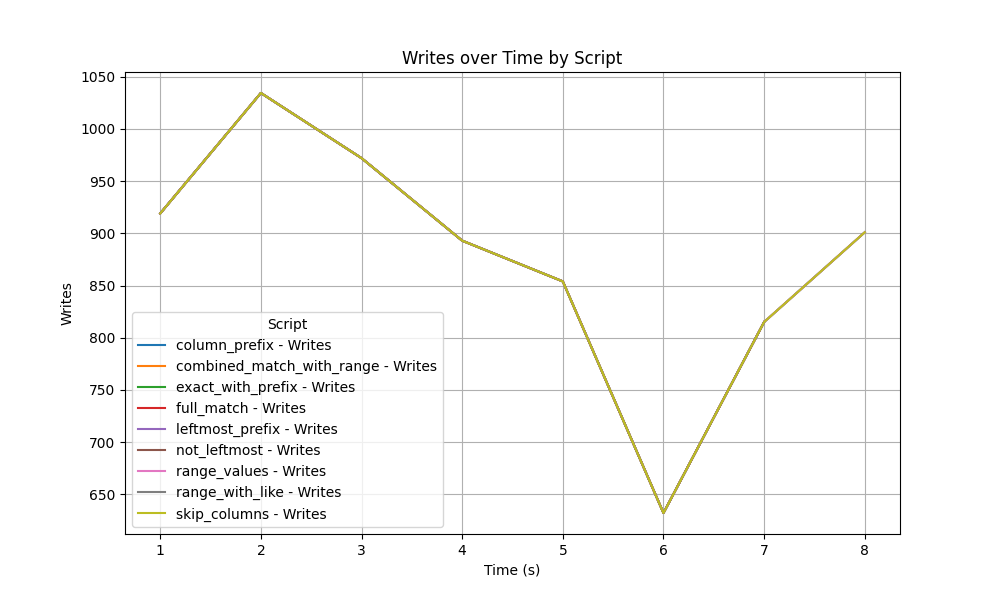 Writes over Time by Script
1050
1000
950
900
850
800
750
700
650
Writes
Script
column_prefix - Writes
combined_match_with_range - Writes
exact_with_prefix - Writes
full_match - Writes
leftmost_prefix - Writes
not_leftmost - Writes
range_values - Writes
range_with_like - Writes
skip_columns - Writes
1 2 3 4 5 6 7 8
Time (s)